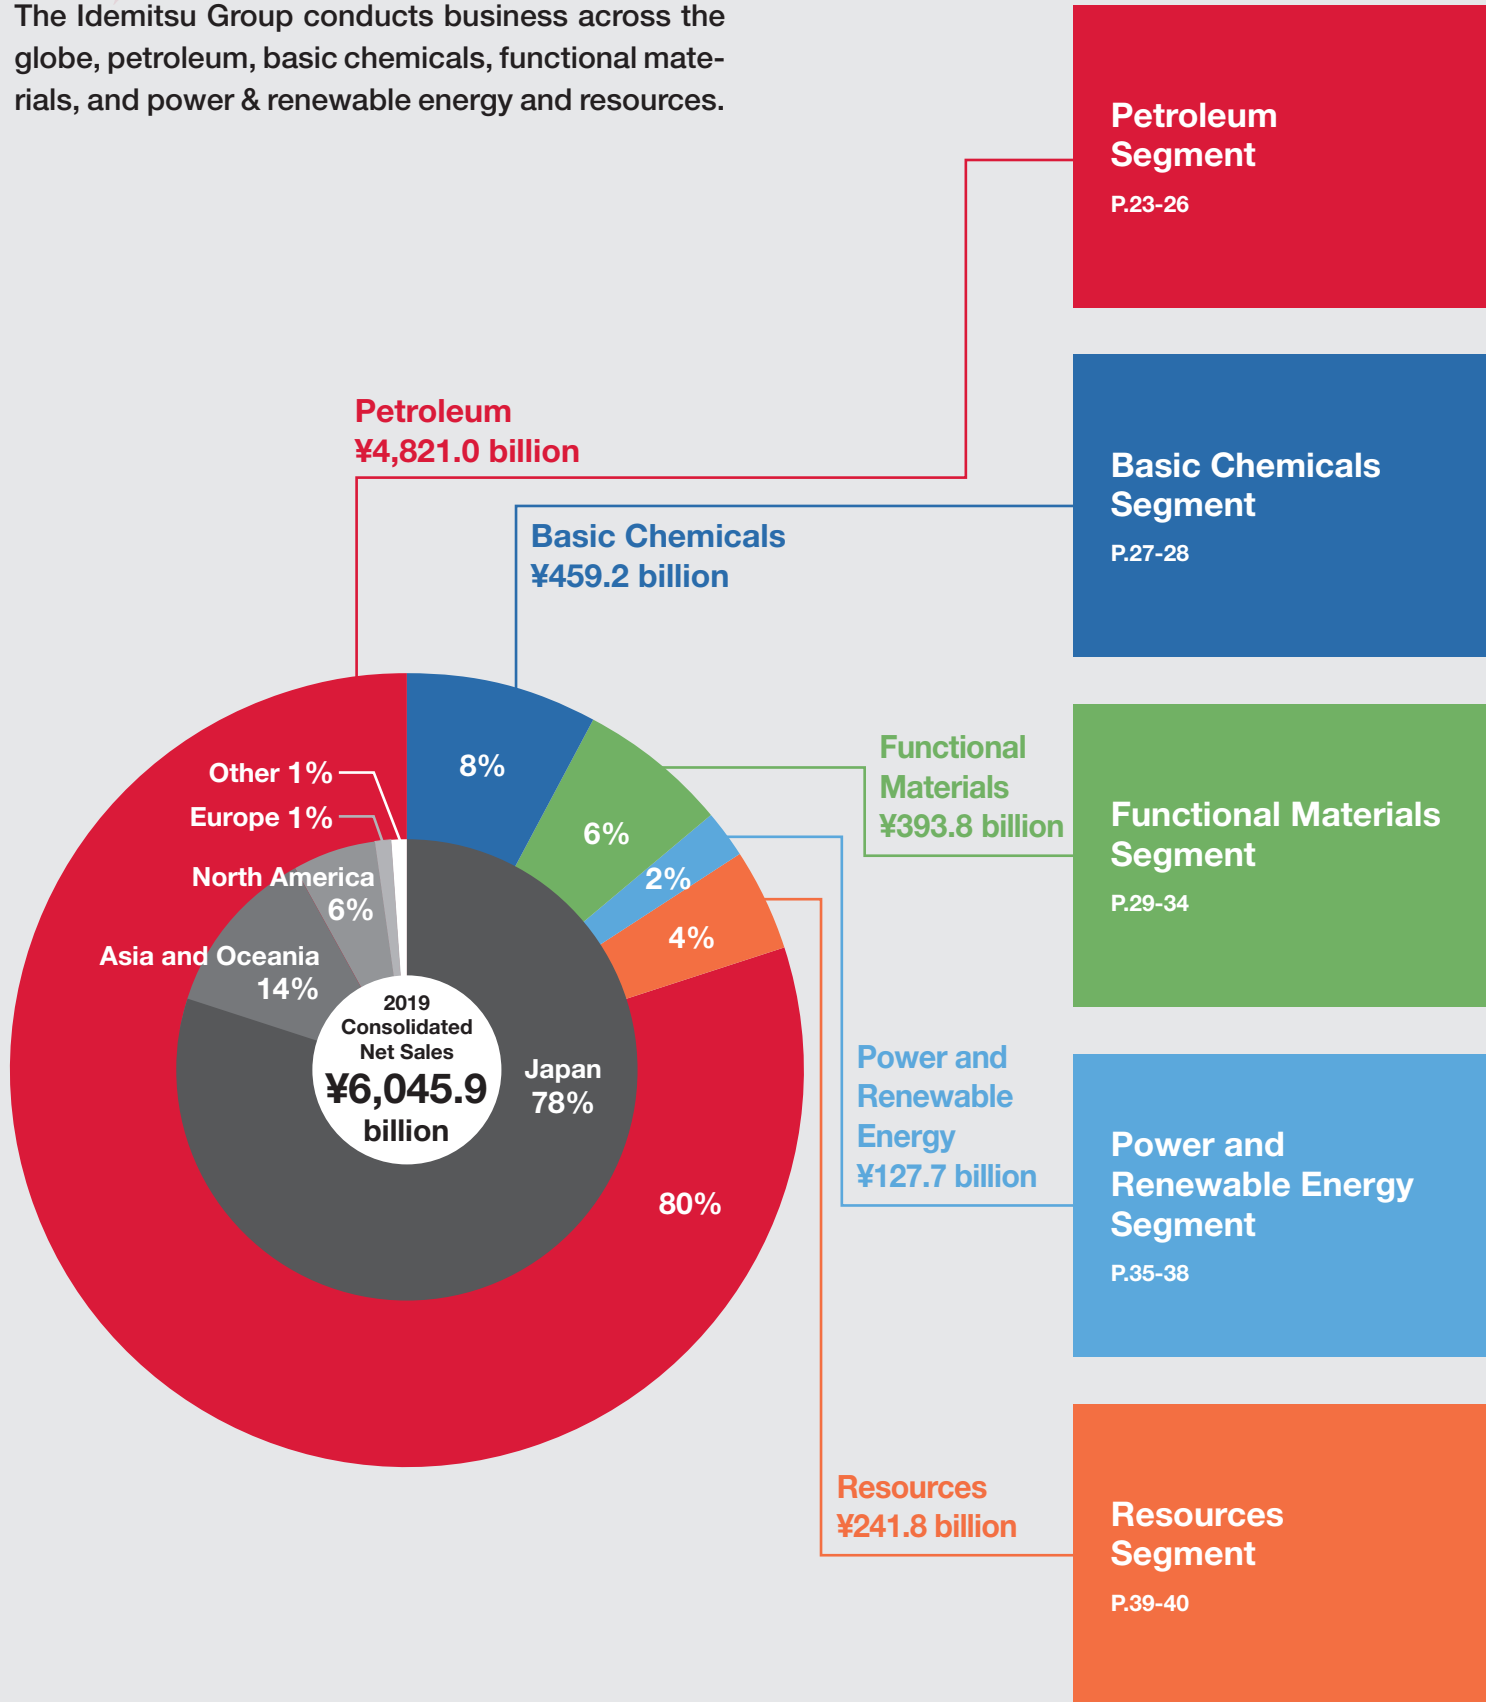 The Idemitsu Group conducts business across the
globe, petroleum, basic chemicals, functional mate-
rials, and power & renewable energy and resources.
Petroleum
Segment
P.23-26
Petroleum
¥4,821.0 billion
Basic Chemicals
Segment
P.27-28
Basic Chemicals
¥459.2 billion
Functional
Materials
¥393.8 billion
Functional Materials
Segment
P.29-34
8%
6%
2%
4%
80%
Other 1%
Europe 1%
North America
6%
Asia and Oceania
14%
Japan
78%
2019
Consolidated
Net Sales
¥6,045.9
billion
Power and
Renewable
Energy
¥127.7 billion
Power and
Renewable Energy
Segment
P.35-38
Resources
¥241.8 billion
Resources
Segment
P.39-40